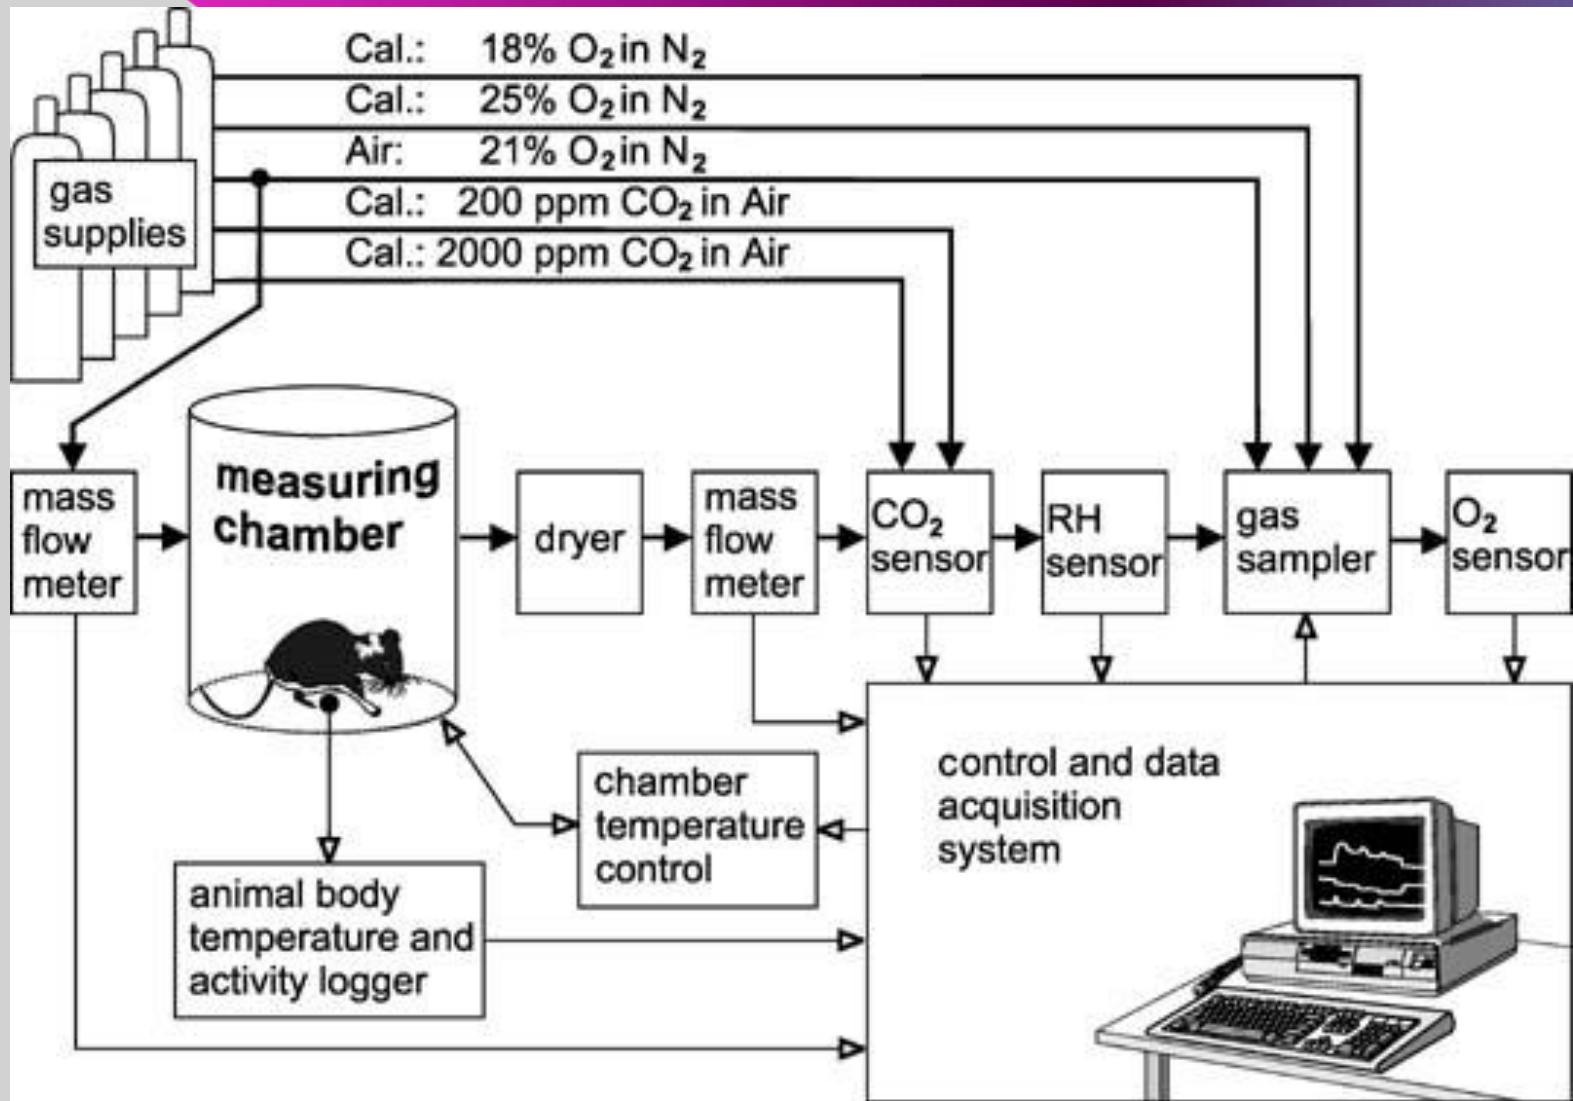 Cal.: 18% O₂ in N₂
Cal.: 25% O₂ in N₂
Air: 21% O₂ in N₂
Cal.: 200 ppm CO₂ in Air
Cal.: 2000 ppm CO₂ in Air
gas
supplies
mass
flow
meter
measuring
chamber
dryer
mass
flow
meter
CO₂
sensor
RH
sensor
gas
sampler
O₂
sensor
chamber
temperature
control
control and data
acquisition
system
animal body
temperature and
activity logger